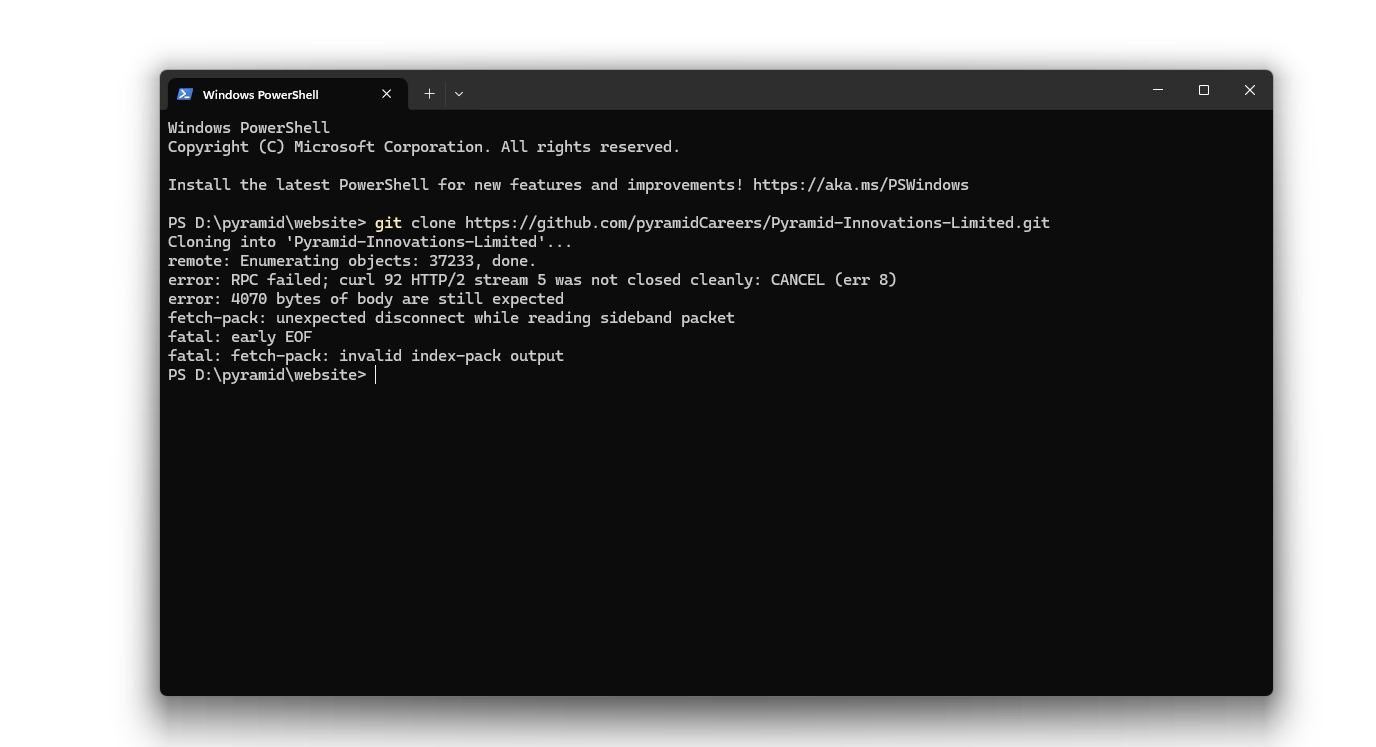 Windows PowerShell
Windows PowerShell
Copyright (C) Microsoft Corporation. All rights reserved.
Install the latest PowerShell for new features and improvements! https://aka.ms/PSWindows
PS D:\pyramid\website> git clone https://github.com/pyramidCareers/Pyramid-Innovations-Limited.git
Cloning into 'Pyramid-Innovations-Limited'...
remote: Enumerating objects: 37233, done.
error: RPC failed; curl 92 HTTP/2 stream 5 was not closed cleanly: CANCEL (err 8)
error: 4070 bytes of body are still expected
fetch-pack: unexpected disconnect while reading sideband packet
fatal: early EOF
fatal: fetch-pack: invalid index-pack output
PS D:\pyramid\website>